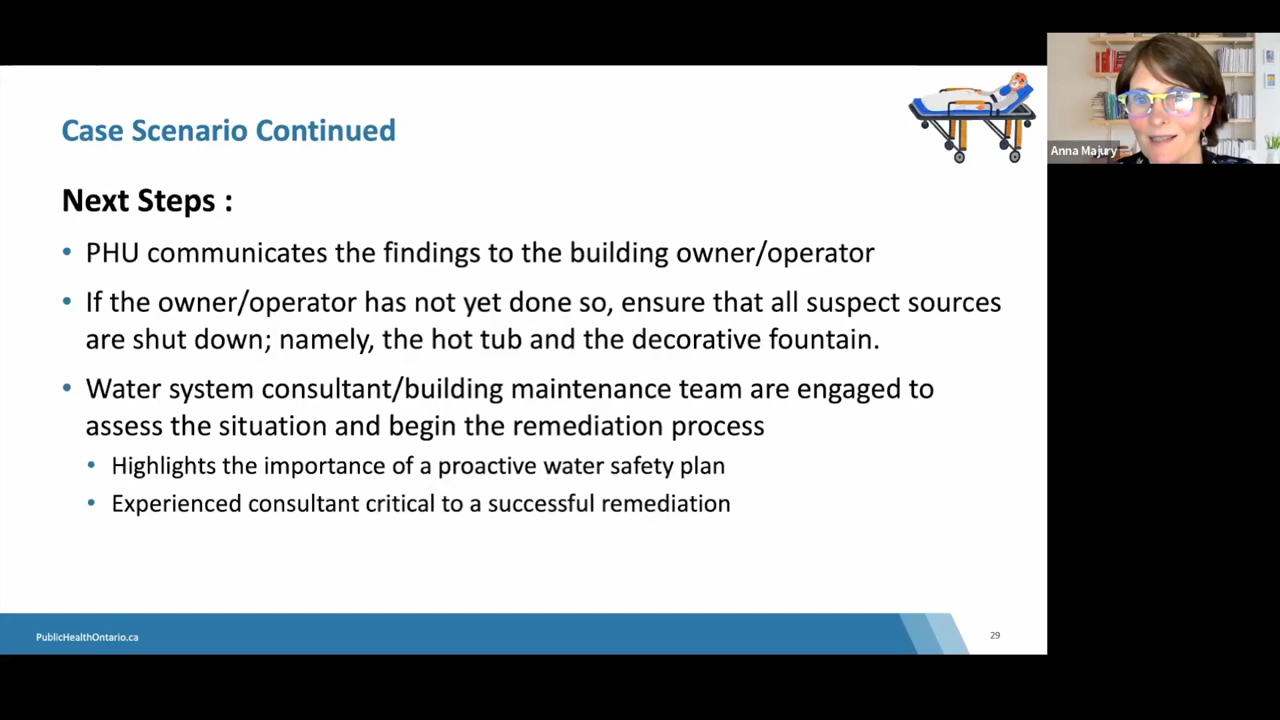 Case Scenario Continued
Next Steps :
• PHU communicates the findings to the building owner/operator
• If the owner/operator has not yet done so, ensure that all suspect sources
are shut down; namely, the hot tub and the decorative fountain.
• Water system consultant/building maintenance team are engaged to
assess the situation and begin the remediation process
• Highlights the importance of a proactive water safety plan
• Experienced consultant critical to a successful remediation
PublicHealthOntario.ca
29
Anna Majury